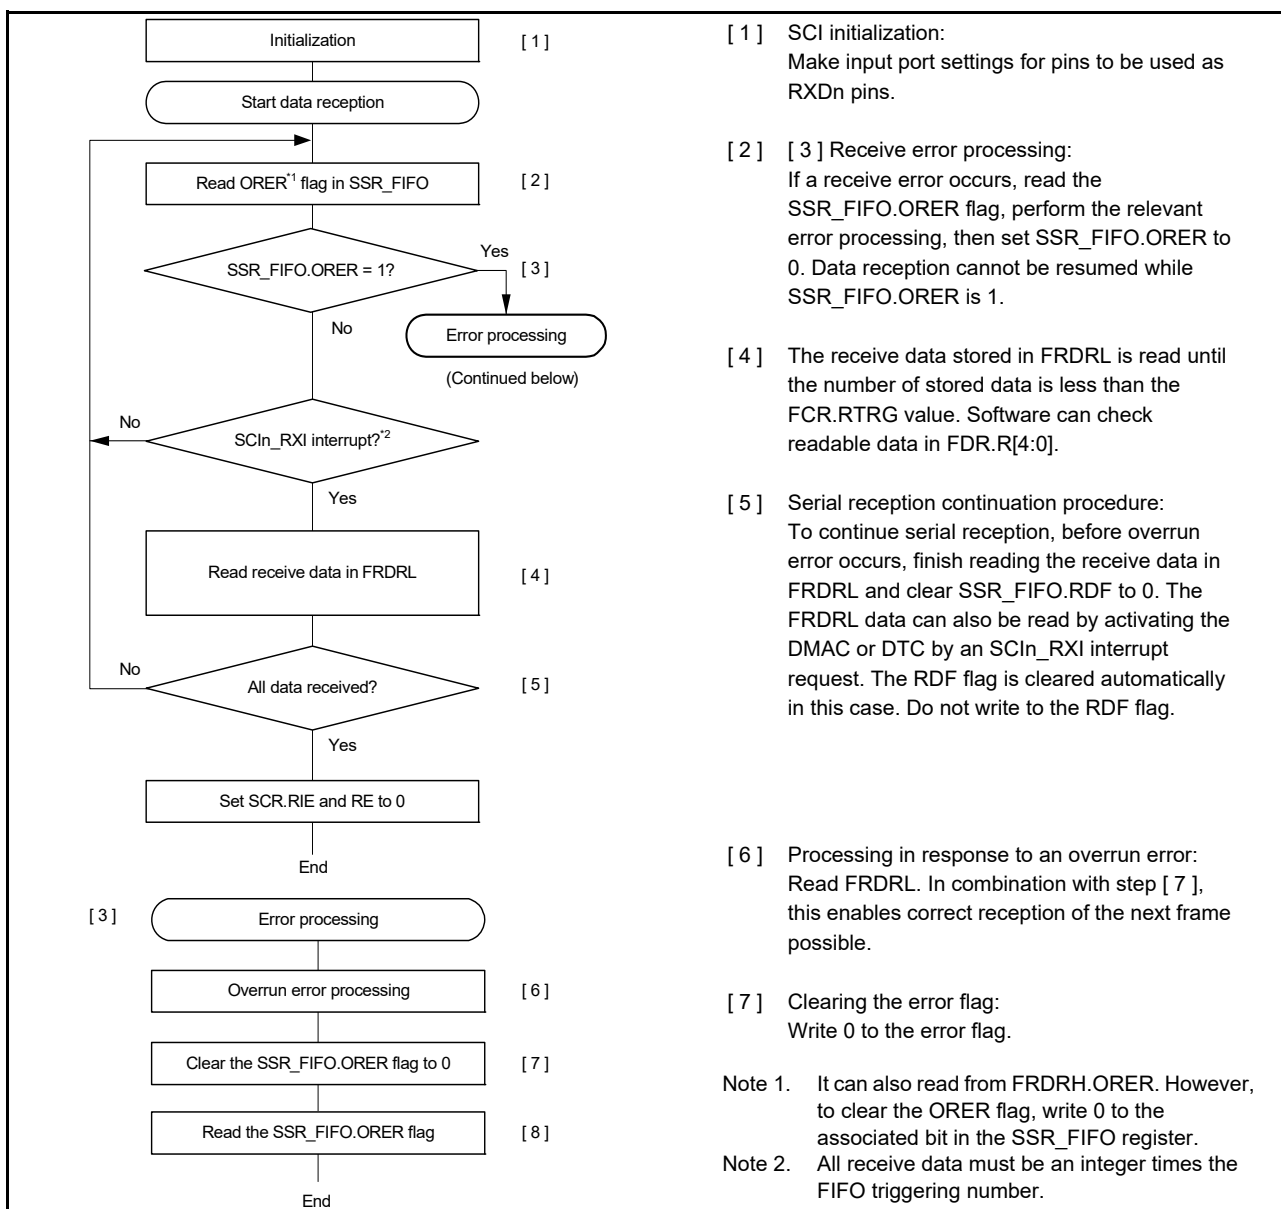 Initialization
[ 1 ]
Start data reception
Read ORER*1 flag in SSR_FIFO
[ 2 ]
SSR_FIFO.ORER = 1?
Yes
[ 3 ]
No
Error processing
(Continued below)
No
SCIn_RXI interrupt?*2
Yes
Read receive data in FRDRL
[ 4 ]
No
All data received?
[ 5 ]
Yes
Set SCR.RIE and RE to 0
End
[ 3 ]
Error processing
Overrun error processing
[ 6 ]
Clear the SSR_FIFO.ORER flag to 0
[ 7 ]
Read the SSR_FIFO.ORER flag
[ 8 ]
End
[ 1 ] SCI initialization:
Make input port settings for pins to be used as
RXDn pins.
[ 2 ] [ 3 ] Receive error processing:
If a receive error occurs, read the
SSR_FIFO.ORER flag, perform the relevant
error processing, then set SSR_FIFO.ORER to
0. Data reception cannot be resumed while
SSR_FIFO.ORER is 1.
[ 4 ] The receive data stored in FRDRL is read until
the number of stored data is less than the
FCR.RTRG value. Software can check
readable data in FDR.R[4:0].
[ 5 ] Serial reception continuation procedure:
To continue serial reception, before overrun
error occurs, finish reading the receive data in
FRDRL and clear SSR_FIFO.RDF to 0. The
FRDRL data can also be read by activating the
DMAC or DTC by an SCIn_RXI interrupt
request. The RDF flag is cleared automatically
in this case. Do not write to the RDF flag.
[ 6 ] Processing in response to an overrun error:
Read FRDRL. In combination with step [ 7 ],
this enables correct reception of the next frame
possible.
[ 7 ] Clearing the error flag:
Write 0 to the error flag.
Note 1. It can also read from FRDRH.ORER. However,
to clear the ORER flag, write 0 to the
associated bit in the SSR_FIFO register.
Note 2. All receive data must be an integer times the
FIFO triggering number.